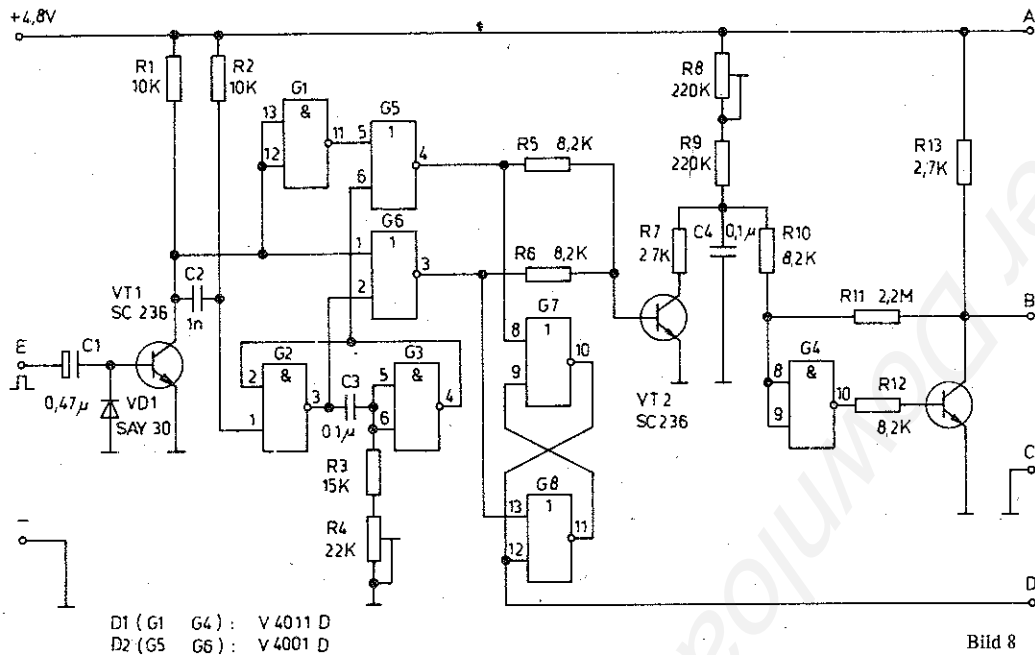 +4,8V
A
R1
10K
R2
10K
G1
&
13
12
11
G5
1
5
6
4
R5 8,2K
R8
220K
R9
220K
R13
2,7K
G6
1
1
2
3
R6 8,2K
R7
2.7K
C4
0,1µ
R10
8,2K
C2
1n
VT1
SC 236
R11 2,2M
B
E
C1
0,47µ
VD1
SAY 30
G2
&
2
1
3
C3
0.1µ
G3
&
5
6
4
G7
1
8
9
10
VT2
SC236
G4
&
8
9
10
R12
8,2K
R3
15K
R4
22K
G8
1
13
12
11
C
–
D
D1 ( G1 G4 ) : V 4011 D
D2 ( G5 G6 ) : V 4001 D
Bild 8